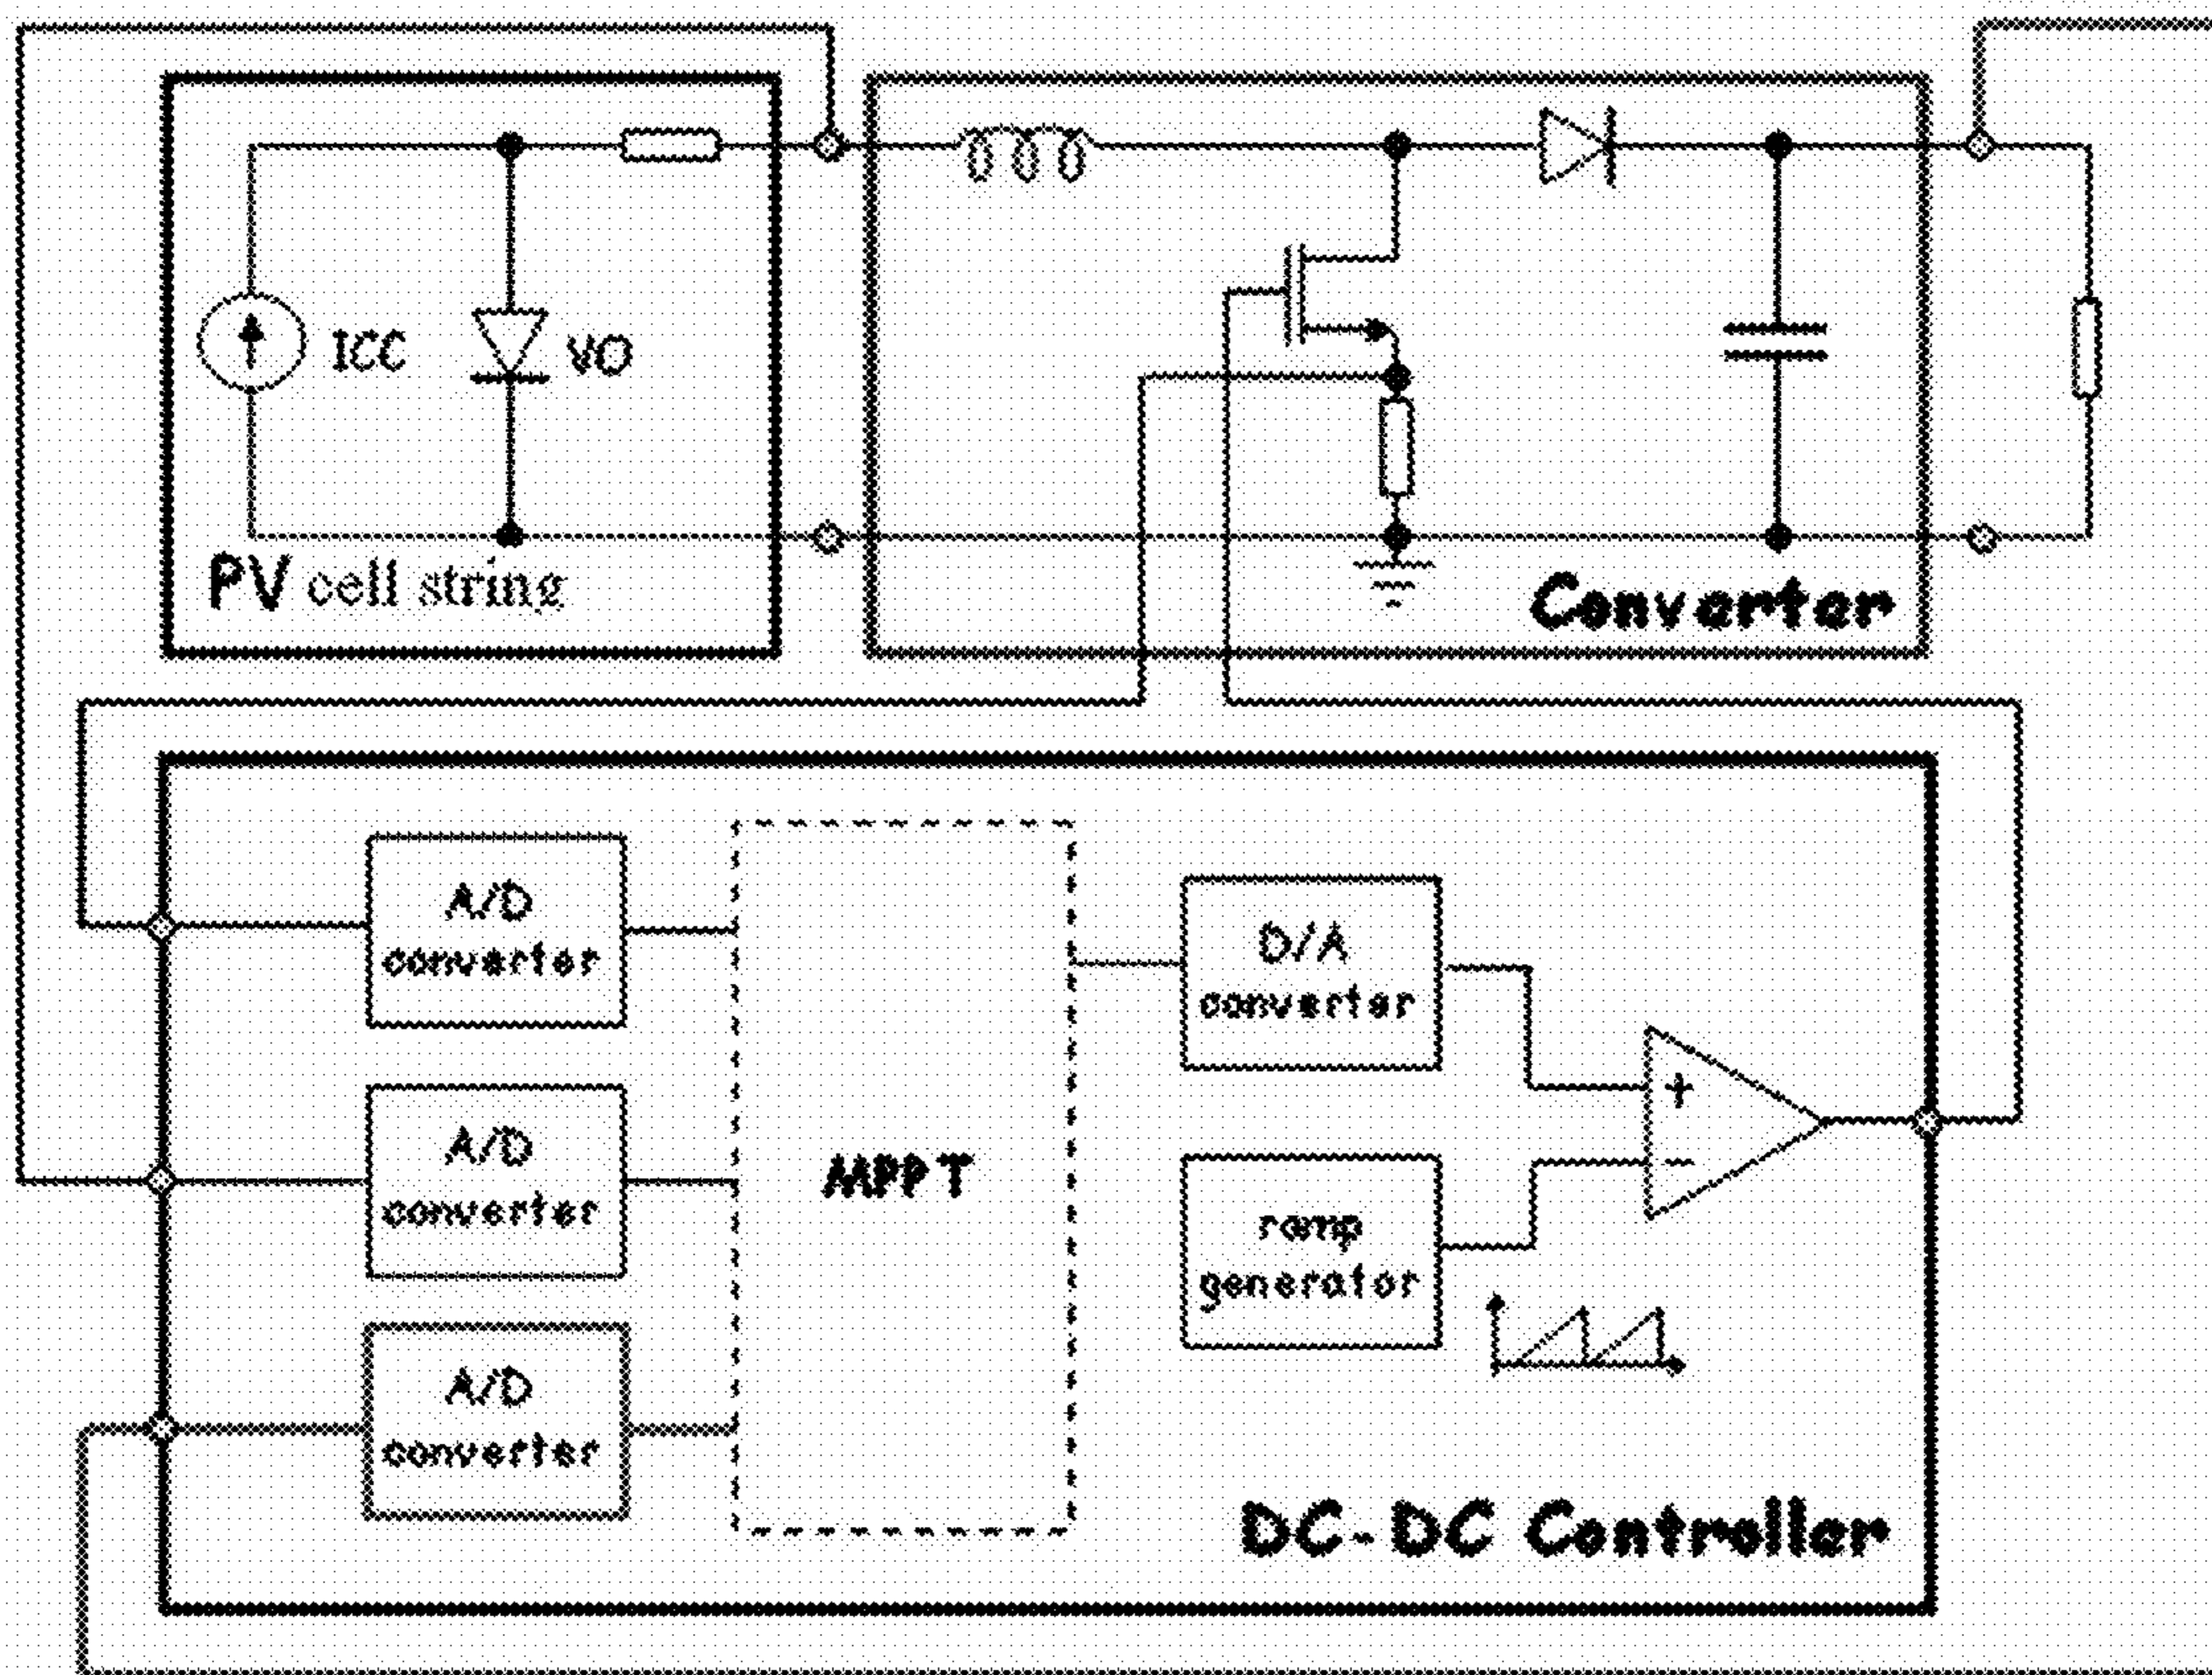 ICC
VO
PV cell string
Converter
A/D
converter
D/A
converter
+
A/D
converter
MPPT
-
ramp
generator
A/D
converter
DC-DC Controller